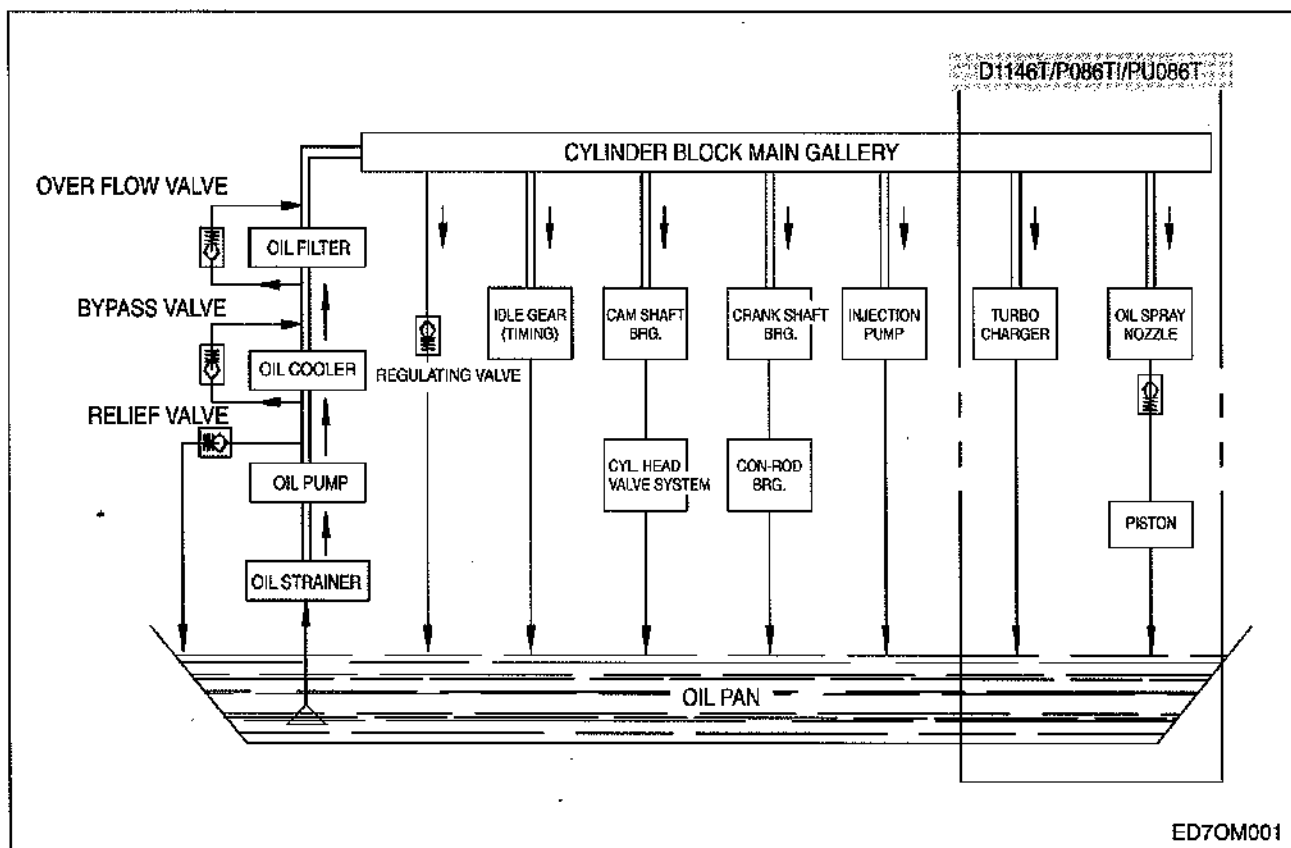 D1146T/P086TI/PU086T
CYLINDER BLOCK MAIN GALLERY
OVER FLOW VALVE
OIL FILTER
BYPASS VALVE
OIL COOLER
RELIEF VALVE
OIL PUMP
OIL STRAINER
REGULATING VALVE
IDLE GEAR
(TIMING)
CAM SHAFT
BRG.
CRANK SHAFT
BRG.
INJECTION
PUMP
TURBO
CHARGER
OIL SPRAY
NOZZLE
CYL. HEAD
VALVE SYSTEM
CON-ROD
BRG.
PISTON
OIL PAN
ED7OM001